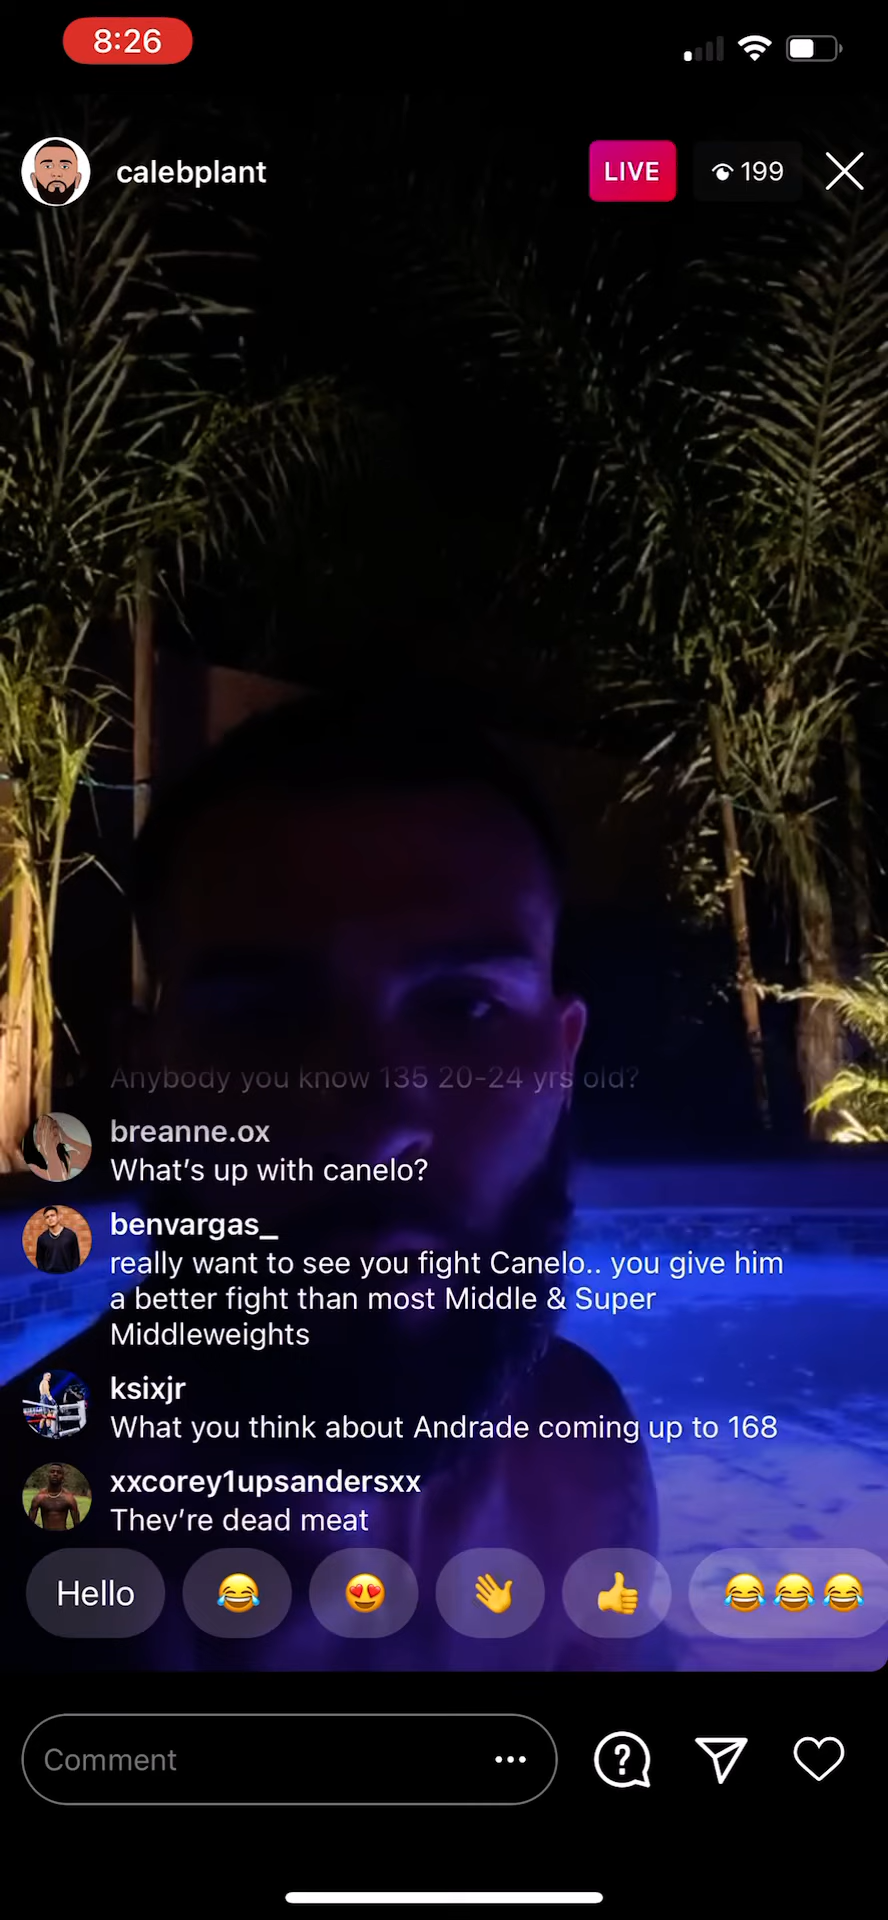 8:26
calebplant
LIVE
199
Anybody you know 135 20-24 yrs old?
breanne.ox
What's up with canelo?
benvargas_
really want to see you fight Canelo.. you give him
a better fight than most Middle & Super
Middleweights
ksixjr
What you think about Andrade coming up to 168
xxcorey1upsandersxx
They're dead meat
Hello 😂 😍 👋 👍 😂😂😂
Comment